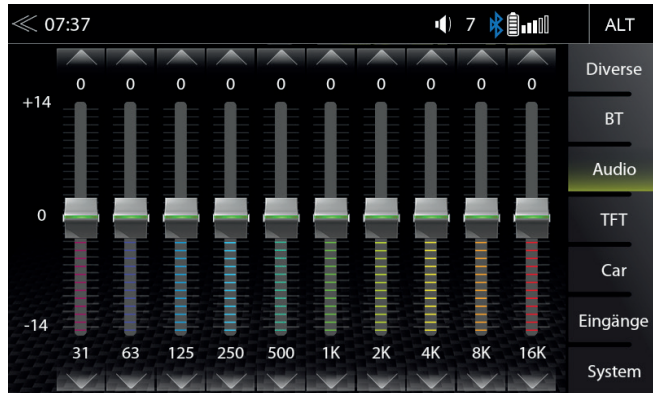 07:37 7 ALT
0 0 0 0 0 0 0 0 0 0
+14
0
-14
31 63 125 250 500 1K 2K 4K 8K 16K
Diverse
BT
Audio
TFT
Car
Eingänge
System